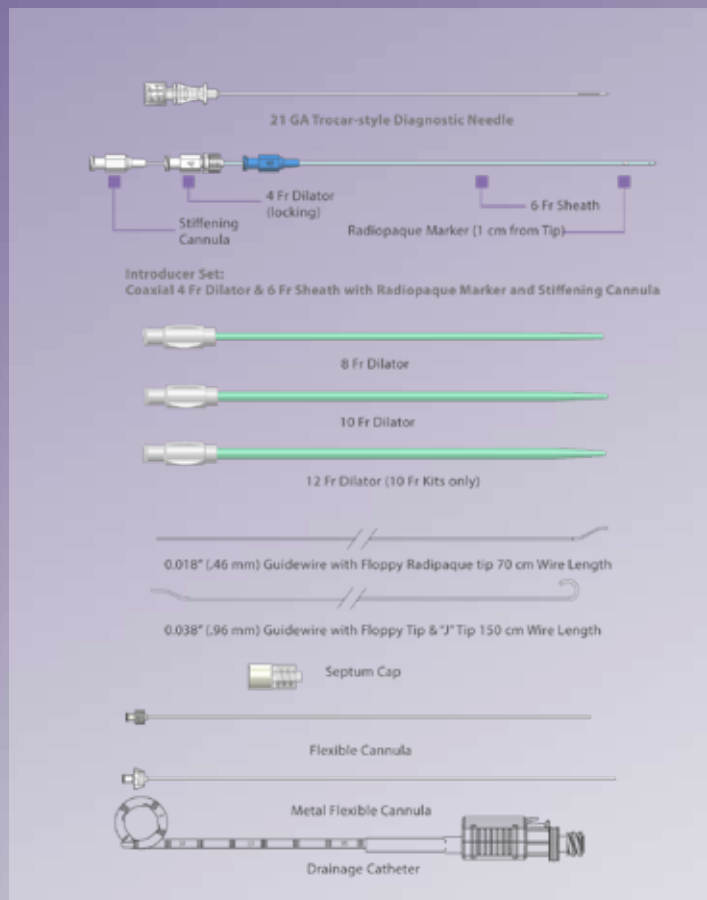 21 GA Trocar-style Diagnostic Needle
4 Fr Dilator
(locking)
6 Fr Sheath
Stiffening
Cannula
Radiopaque Marker (1 cm from Tip)
Introducer Set:
Coaxial 4 Fr Dilator & 6 Fr Sheath with Radiopaque Marker and Stiffening Cannula
8 Fr Dilator
10 Fr Dilator
12 Fr Dilator (10 Fr Kits only)
0.018" (.46 mm) Guidewire with Floppy Radipaque tip 70 cm Wire Length
0.038" (.96 mm) Guidewire with Floppy Tip & "J" Tip 150 cm Wire Length
Septum Cap
Flexible Cannula
Metal Flexible Cannula
Drainage Catheter